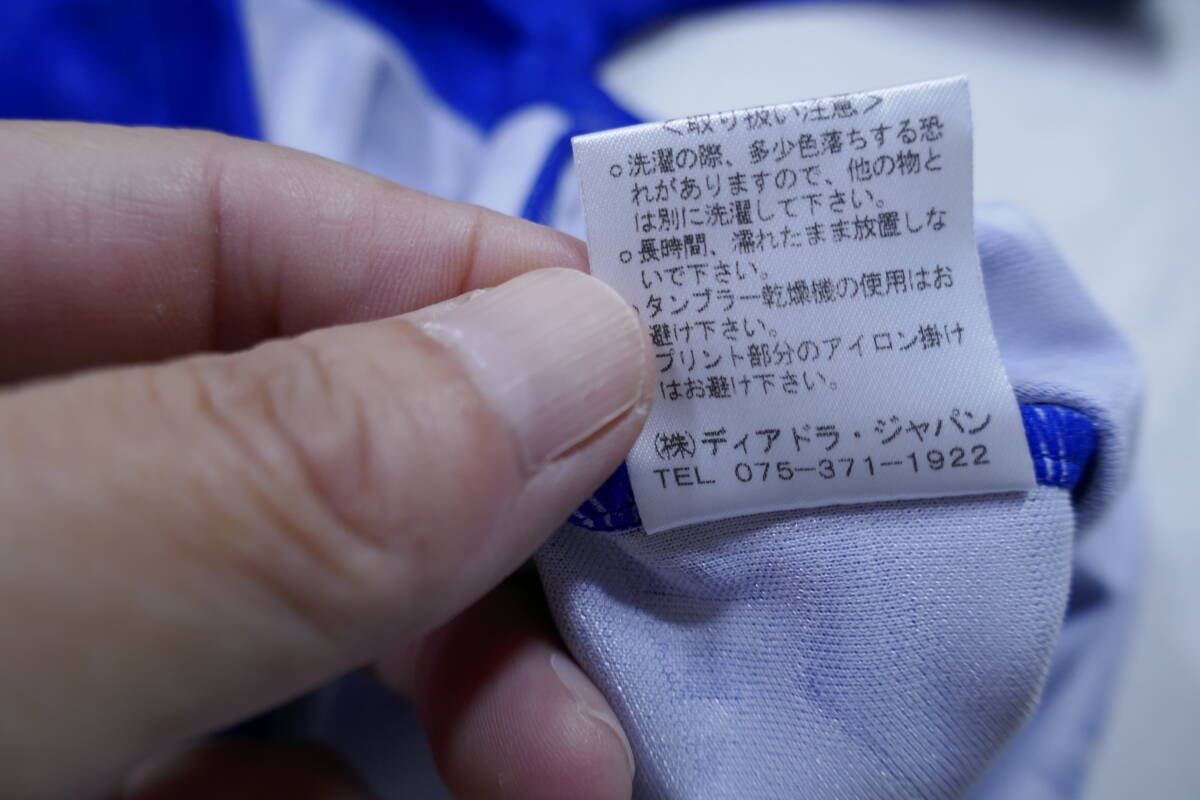 <取り扱い注意>
○洗濯の際、多少色落ちする恐
れがありますので、他の物と
は別に洗濯して下さい。
○長時間、濡れたまま放置しな
いで下さい。
タンブラー乾燥機の使用はお
避け下さい。
プリント部分のアイロン掛け
はお避け下さい。
(株)ディアドラ・ジャパン
TEL. 075-371-1922